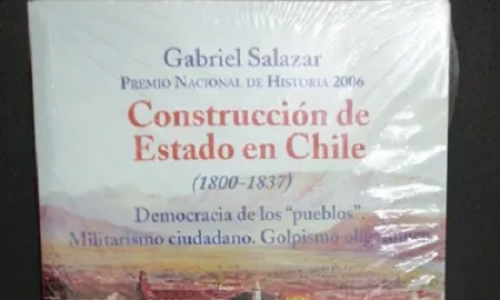 Gabriel Salazar
PREMIO NACIONAL DE HISTORIA 2006
Construcción de
Estado en Chile
(1800-1837)
Democracia de los "pueblos".
Militarismo ciudadano. Golpismo